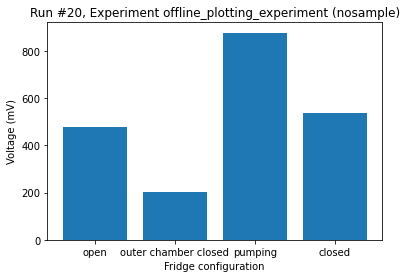 Run #20, Experiment offline_plotting_experiment (nosample)
Voltage (mV)
800
600
400
200
0
open outer chamber closed pumping closed
Fridge configuration